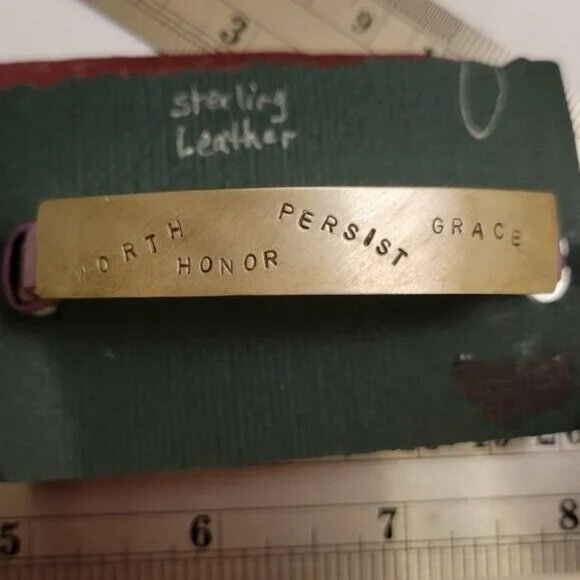 3 9
sterling
Leather
WORTH HONOR PERSIST GRACE
5 6 7 8